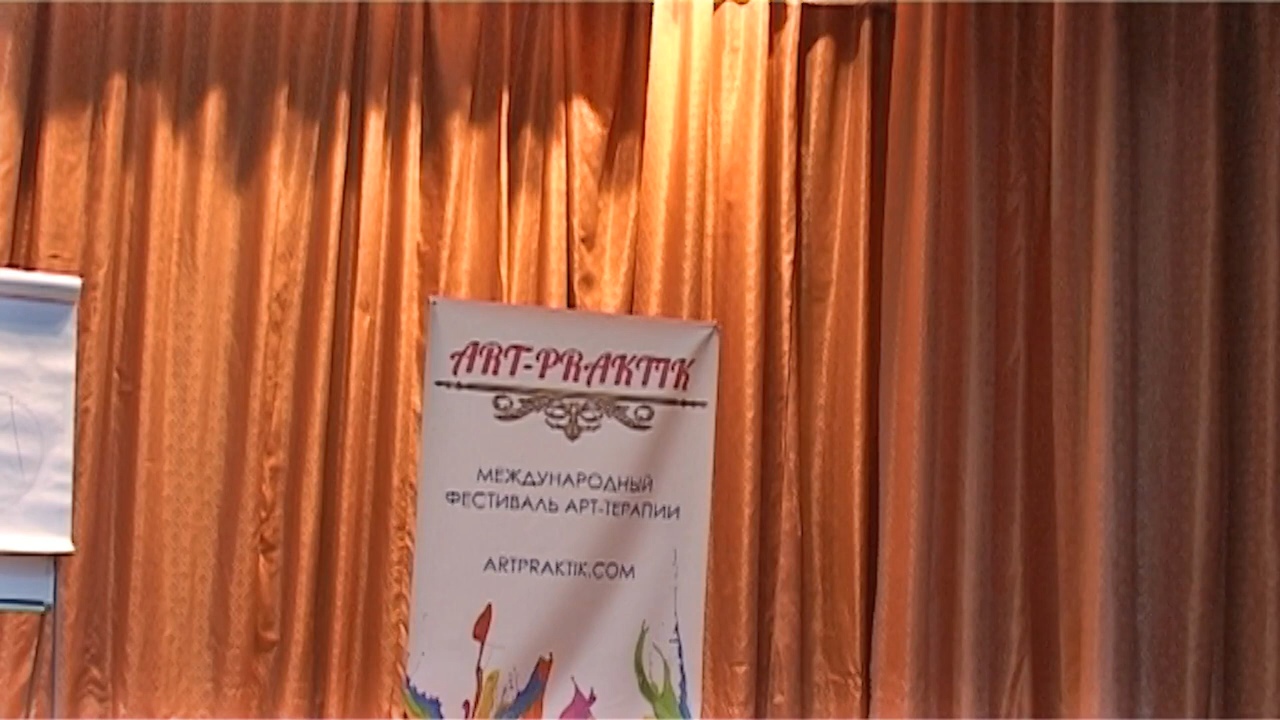 ART-PRAKTIK
МЕЖДУНАРОДНЫЙ
ФЕСТИВАЛЬ АРТ-ТЕРАПИИ
ARTPRAKTIK.COM